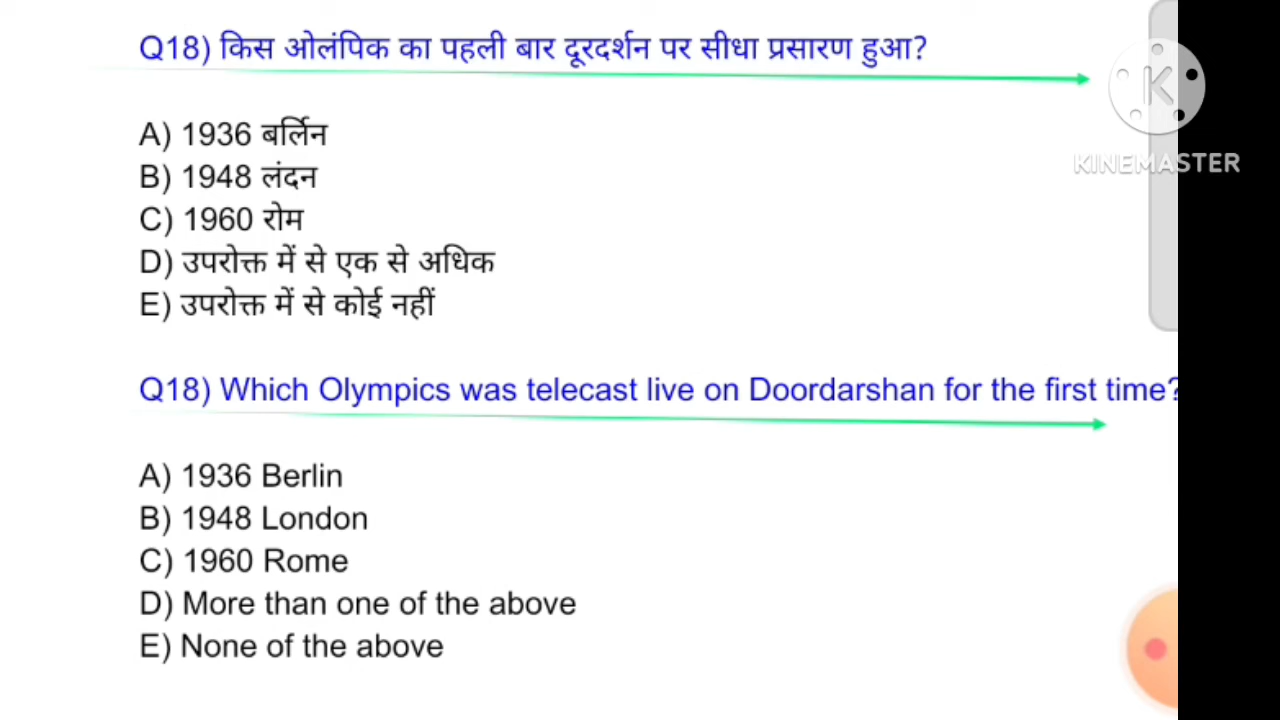 Q18) किस ओलंपिक का पहली बार दूरदर्शन पर सीधा प्रसारण हुआ?
A) 1936 बर्लिन
B) 1948 लंदन
C) 1960 रोम
D) उपरोक्त में से एक से अधिक
E) उपरोक्त में से कोई नहीं
Q18) Which Olympics was telecast live on Doordarshan for the first time?
A) 1936 Berlin
B) 1948 London
C) 1960 Rome
D) More than one of the above
E) None of the above
K
KINEMASTER